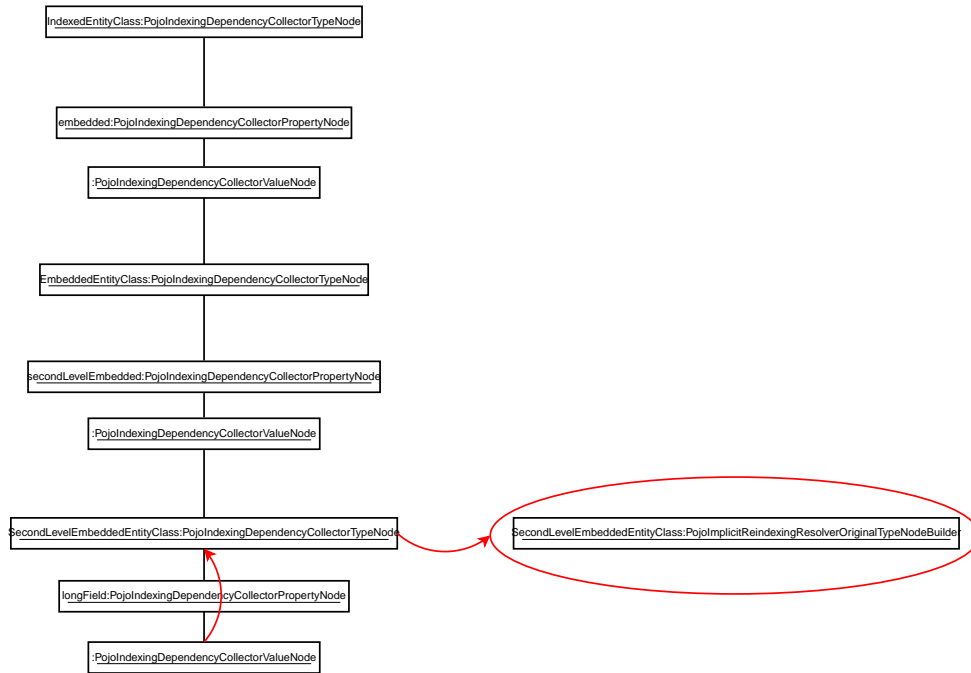 IndexedEntityClass:PojoIndexingDependencyCollectorTypeNode
embedded:PojoIndexingDependencyCollectorPropertyNode
:PojoIndexingDependencyCollectorValueNode
EmbeddedEntityClass:PojoIndexingDependencyCollectorTypeNode
secondLevelEmbedded:PojoIndexingDependencyCollectorPropertyNode
:PojoIndexingDependencyCollectorValueNode
SecondLevelEmbeddedEntityClass:PojoIndexingDependencyCollectorTypeNode
SecondLevelEmbeddedEntityClass:PojoImplicitReindexingResolverOriginalTypeNodeBuilder
longField:PojoIndexingDependencyCollectorPropertyNode
:PojoIndexingDependencyCollectorValueNode